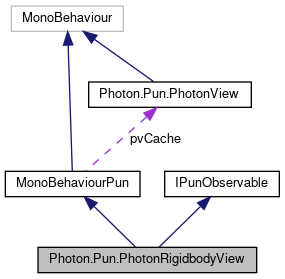 MonoBehaviour
Photon.Pun.PhotonView
pvCache
MonoBehaviourPun
IPunObservable
Photon.Pun.PhotonRigidbodyView